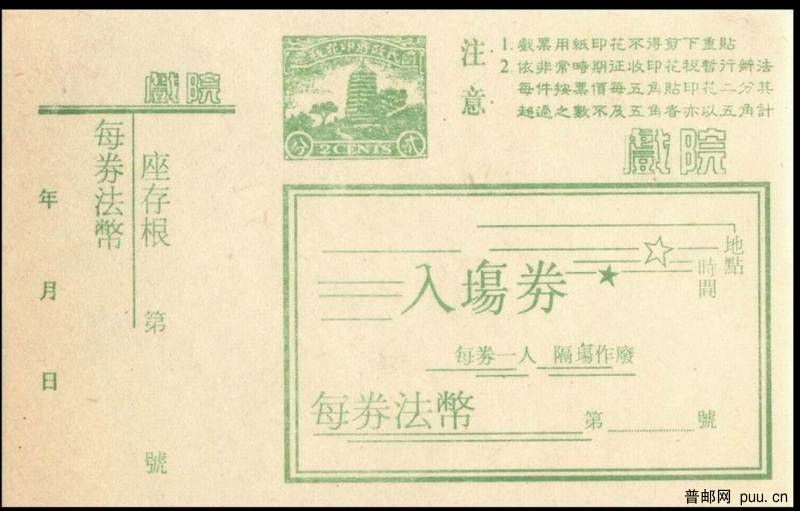 戲院
座存根 第 號
每券法幣
年 月 日
國民政府印花稅票
分 2 CENTS 貳
注意
1. 戲票用紙印花不得剪下重貼
2. 依非常時期征收印花税暫行辦法
每件按票價每五角貼印花二分其
超過之數不及五角者亦以五角計
戲院
地點
時間
入場券
每券一人 隔場作廢
每券法幣
第 號
普邮网 puu.cn